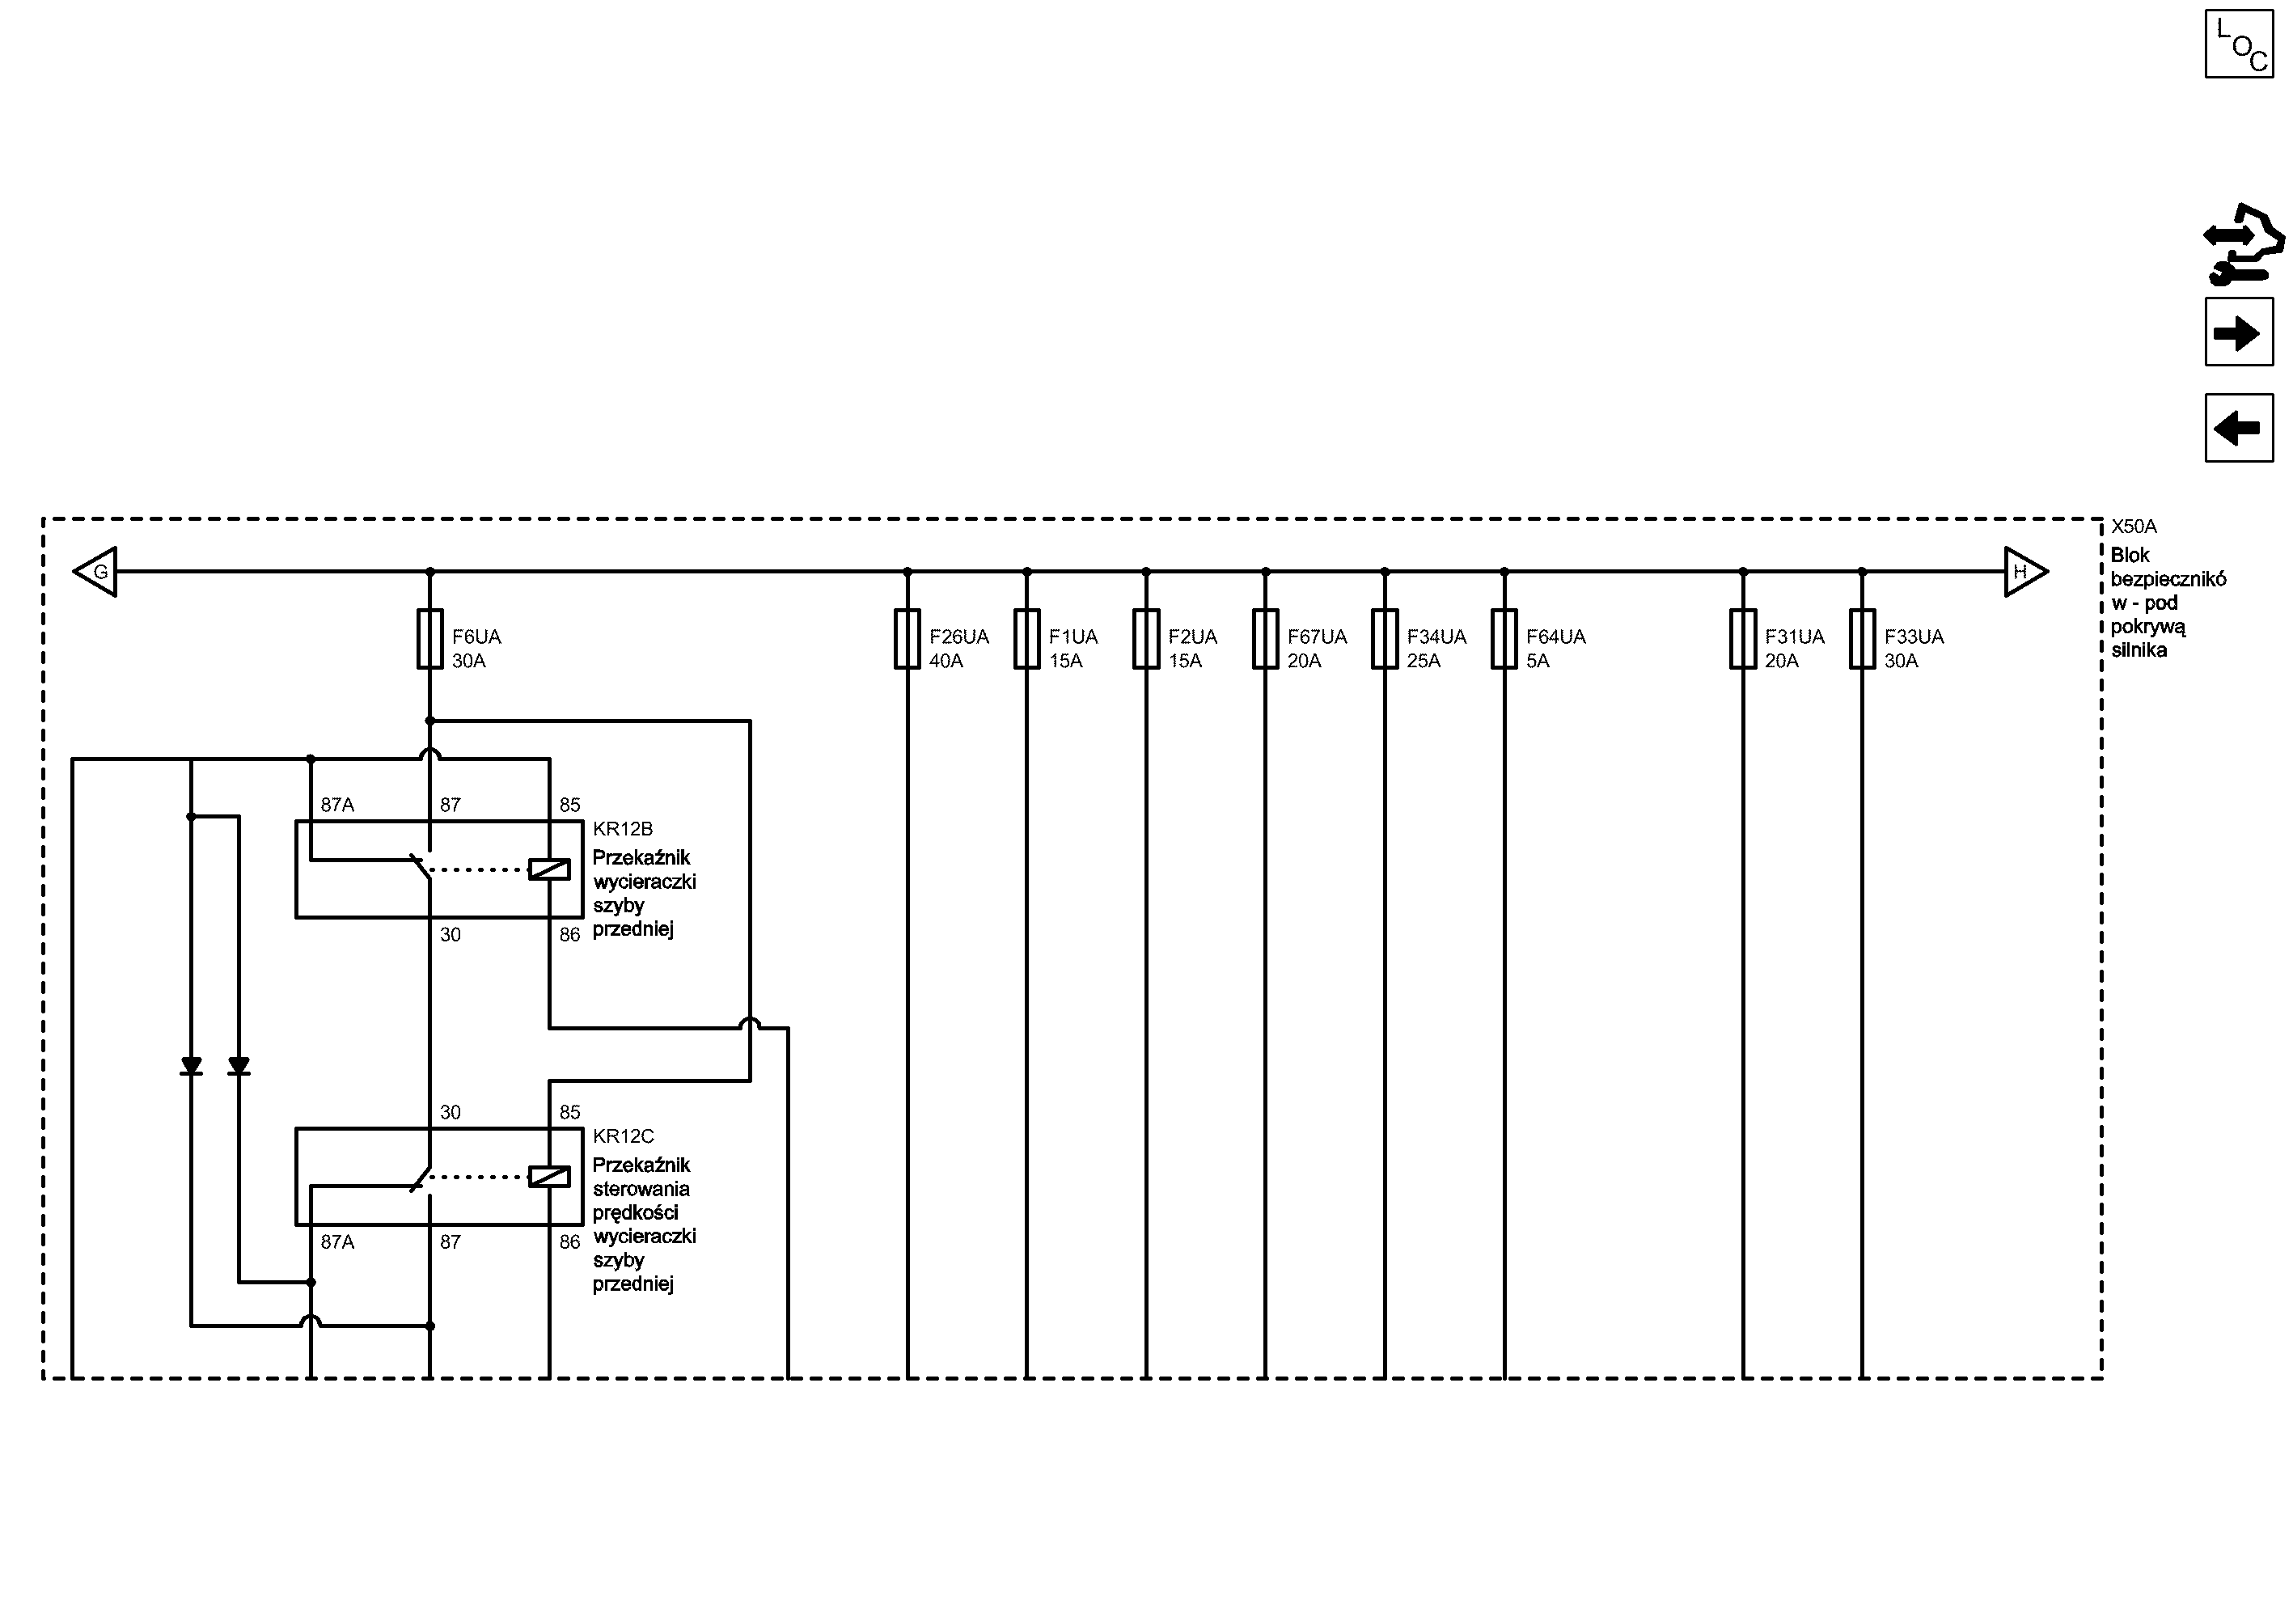 L
O
C
X50A
Blok
bezpiecznikó
w - pod
pokrywą
silnika
G
H
F6UA
30A
F26UA
40A
F1UA
15A
F2UA
15A
F67UA
20A
F34UA
25A
F64UA
5A
F31UA
20A
F33UA
30A
87A
87
85
KR12B
Przekaźnik
wycieraczki
szyby
przedniej
30
86
30
85
KR12C
Przekaźnik
sterowania
prędkości
wycieraczki
szyby
przedniej
87A
87
86